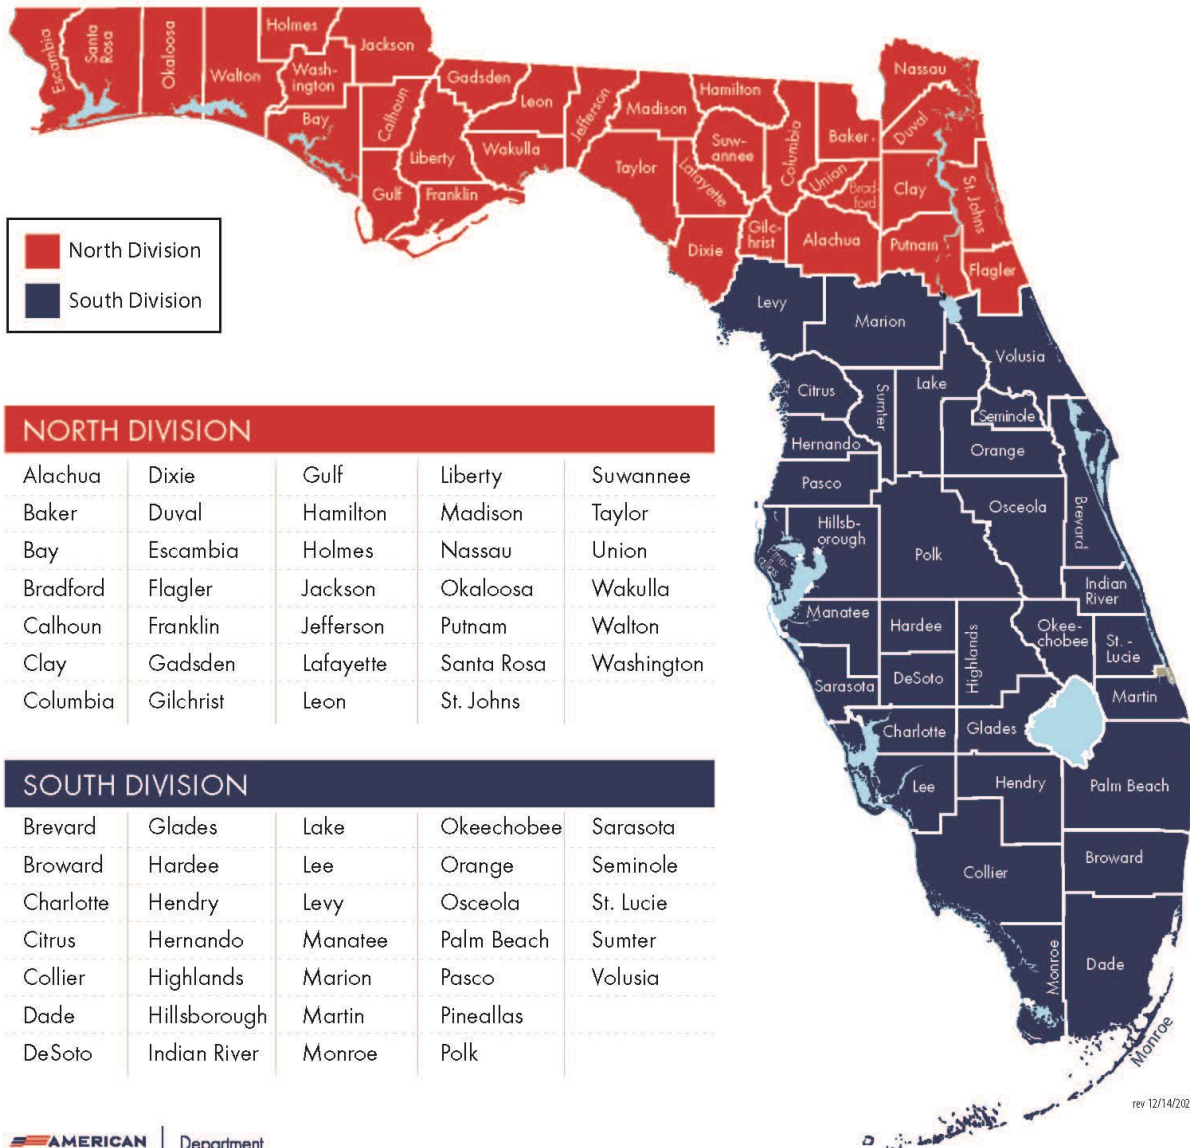 Escambia
Santa
Rosa
Okaloosa
Walton
Holmes
Wash-
ington
Jackson
Bay
Calhoun
Gulf
Liberty
Franklin
Gadsden
Leon
Wakulla
Jefferson
Madison
Taylor
Hamilton
Suw-
annee
Lafayette
Dixie
Columbia
Gilc-
hrist
Baker
Union
Brad-
ford
Alachua
Nassau
Duval
Clay
St. Johns
Putnam
Flagler
North Division
South Division
Levy
Marion
Volusia
Citrus
Sumter
Lake
Seminole
Orange
Hernando
Pasco
Hillsb-
orough
Pine-
allas
Polk
Osceola
Brevard
Indian
River
Manatee
Hardee
Highlands
Okee-
chobee
St. -
Lucie
Sarasota
DeSoto
Martin
Charlotte
Glades
Lee
Hendry
Palm Beach
Collier
Broward
Monroe
Dade
Monroe
NORTH DIVISION
Alachua Dixie Gulf Liberty Suwannee
Baker Duval Hamilton Madison Taylor
Bay Escambia Holmes Nassau Union
Bradford Flagler Jackson Okaloosa Wakulla
Calhoun Franklin Jefferson Putnam Walton
Clay Gadsden Lafayette Santa Rosa Washington
Columbia Gilchrist Leon St. Johns
SOUTH DIVISION
Brevard Glades Lake Okeechobee Sarasota
Broward Hardee Lee Orange Seminole
Charlotte Hendry Levy Osceola St. Lucie
Citrus Hernando Manatee Palm Beach Sumter
Collier Highlands Marion Pasco Volusia
Dade Hillsborough Martin Pineallas
DeSoto Indian River Monroe Polk
rev 12/14/202
AMERICAN
Department